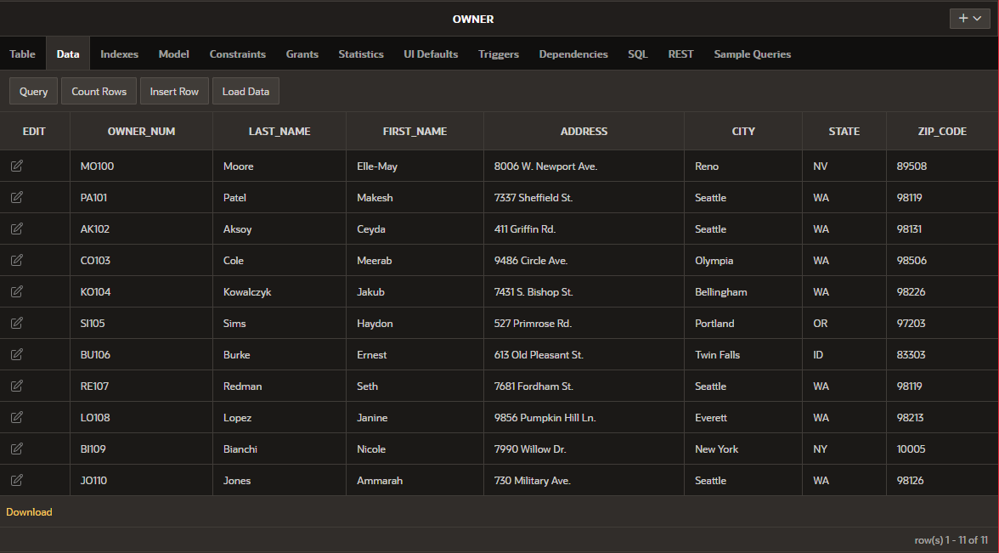 OWNER
Table Data Indexes Model Constraints Grants Statistics UI Defaults Triggers Dependencies SQL REST Sample Queries
Query Count Rows Insert Row Load Data
EDIT OWNER_NUM LAST_NAME FIRST_NAME ADDRESS CITY STATE ZIP_CODE
MO100 Moore Elle-May 8006 W. Newport Ave. Reno NV 89508
PA101 Patel Makesh 7337 Sheffield St. Seattle WA 98119
AK102 Aksoy Ceyda 411 Griffin Rd. Seattle WA 98131
CO103 Cole Meerab 9486 Circle Ave. Olympia WA 98506
KO104 Kowalczyk Jakub 7431 S. Bishop St. Bellingham WA 98226
SI105 Sims Haydon 527 Primrose Rd. Portland OR 97203
BU106 Burke Ernest 613 Old Pleasant St. Twin Falls ID 83303
RE107 Redman Seth 7681 Fordham St. Seattle WA 98119
LO108 Lopez Janine 9856 Pumpkin Hill Ln. Everett WA 98213
BI109 Bianchi Nicole 7990 Willow Dr. New York NY 10005
JO110 Jones Ammarah 730 Military Ave. Seattle WA 98126
Download
row(s) 1 - 11 of 11